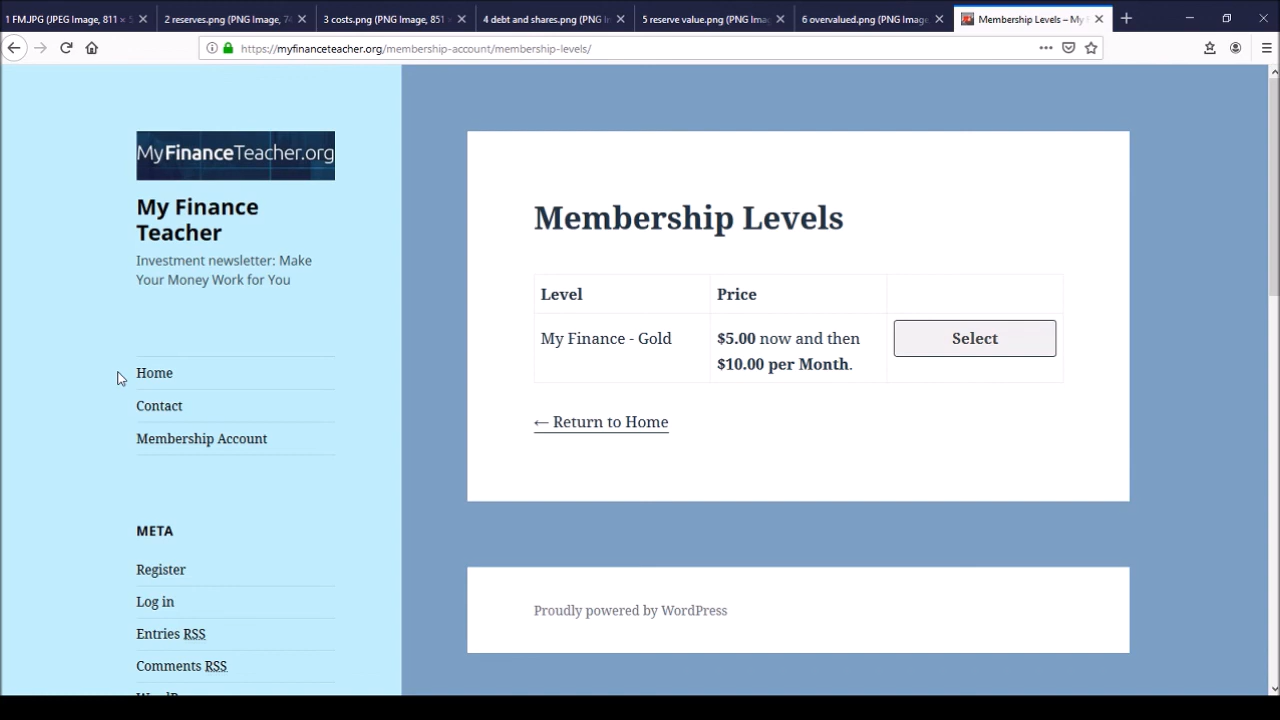 1 FM.JPG (JPEG Image, 811 ×
2 reserves.png (PNG Image, 74
3 costs.png (PNG Image, 851 ×
4 debt and shares.png (PNG Im
5 reserve value.png (PNG Image
6 overvalued.png (PNG Image
Membership Levels – My
https://myfinanceteacher.org/membership-account/membership-levels/
MyFinanceTeacher.org
My Finance
Teacher
Investment newsletter: Make
Your Money Work for You
Home
Contact
Membership Account
META
Register
Log in
Entries RSS
Comments RSS
Membership Levels
Level Price
My Finance - Gold $5.00 now and then Select
$10.00 per Month.
← Return to Home
Proudly powered by WordPress